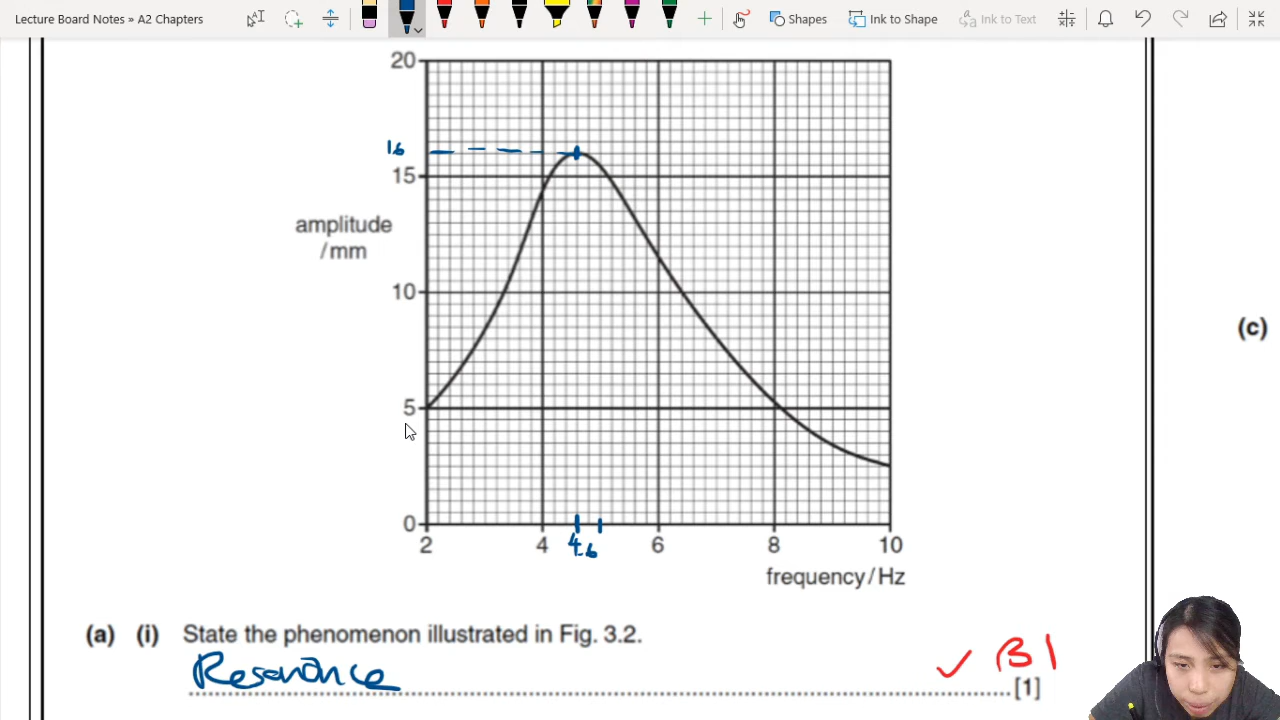 Lecture Board Notes » A2 Chapters
Shapes
Ink to Shape
Ink to Text
20
16
15
amplitude
/mm
10
5
0
2 4 6 8 10
4.6
frequency/Hz
(c)
(a) (i) State the phenomenon illustrated in Fig. 3.2.
Resonance ✓ B1
[1]